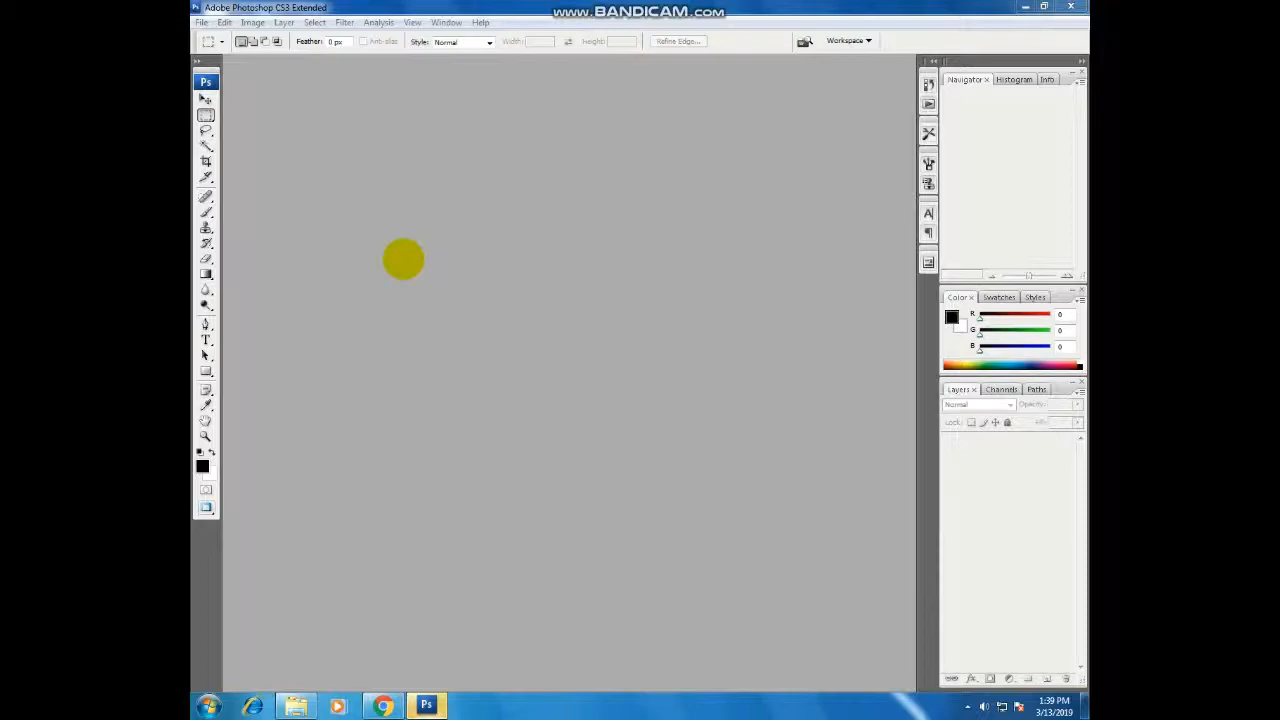 Adobe Photoshop CS3 Extended
www.BANDICAM.com
File Edit Image Layer Select Filter Analysis View Window Help
Feather: 0 px Anti-alias Style: Normal Width: Height: Refine Edge... Workspace
Ps
Navigator Histogram Info
Color Swatches Styles
R 0
G 0
B 0
Layers Channels Paths
Normal Opacity:
Lock: Fill:
Ps
1:39 PM
3/13/2019